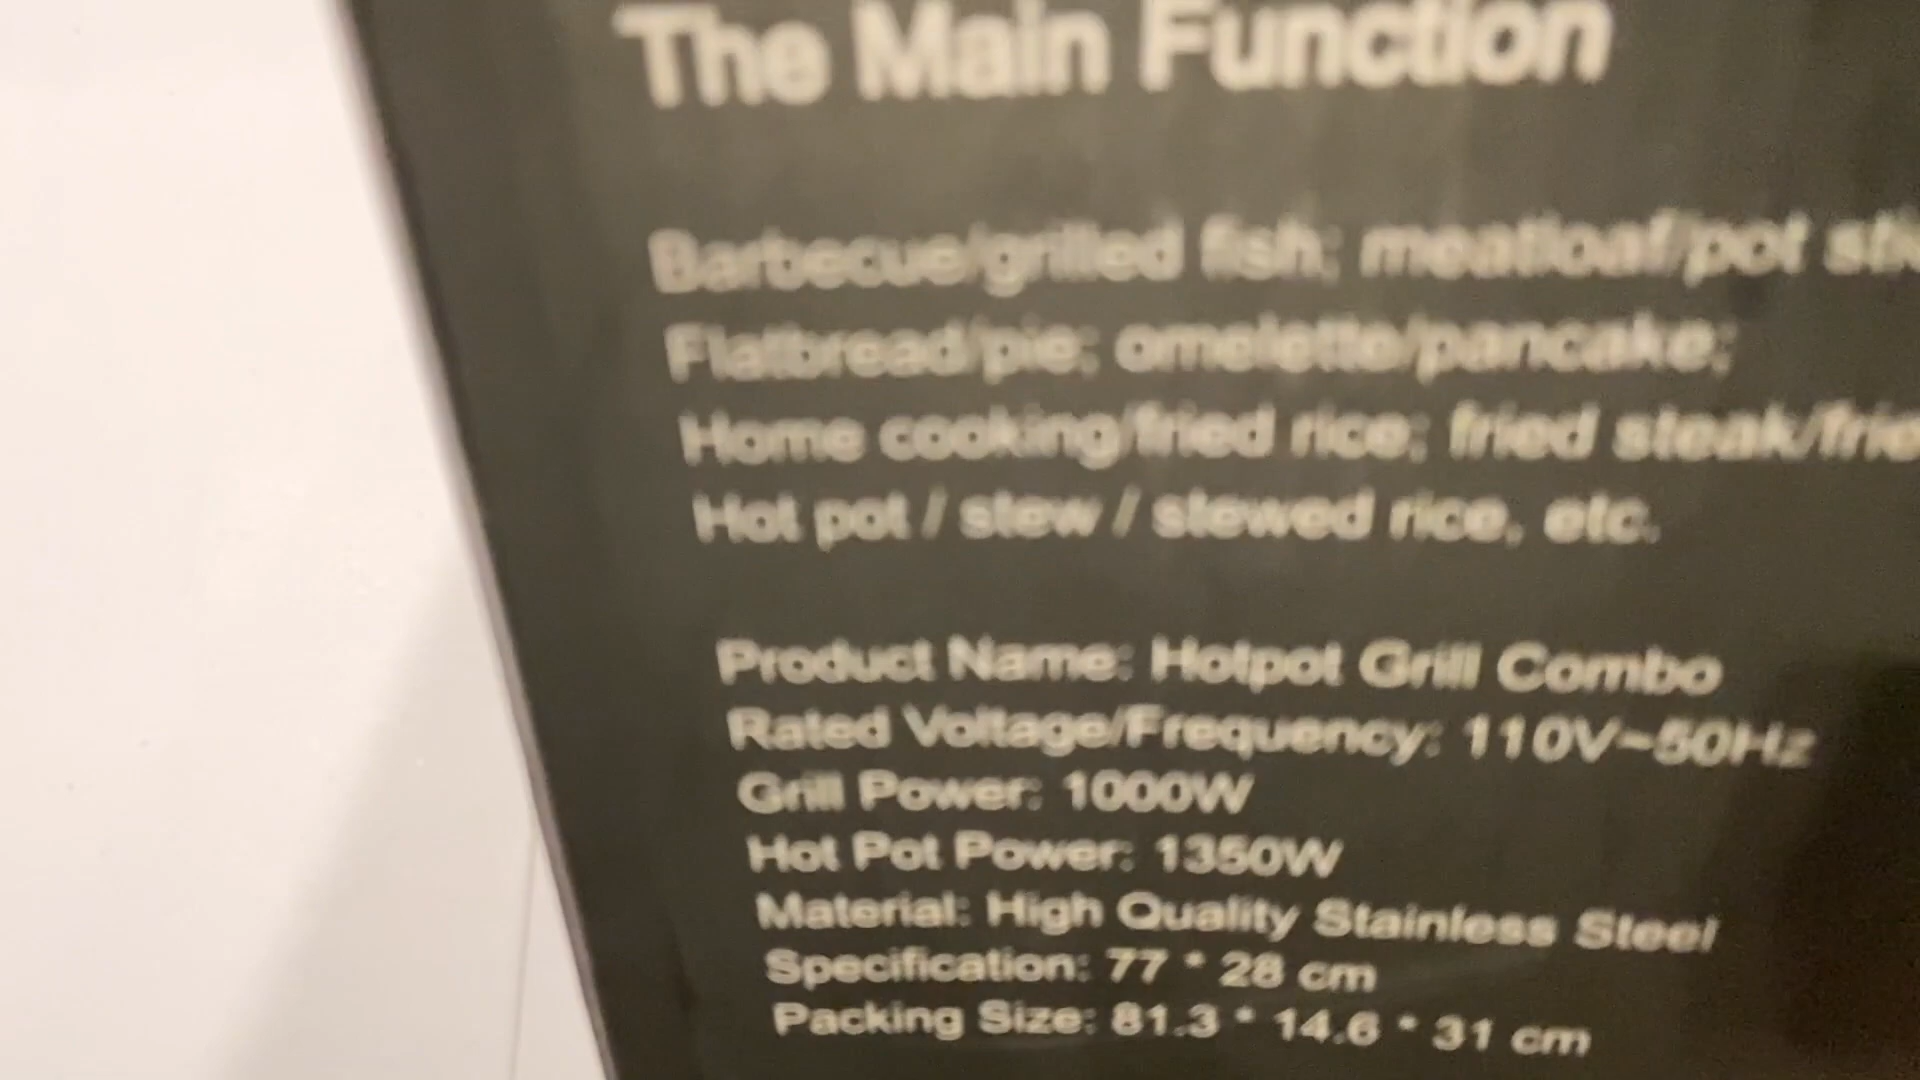 The Main Function
Barbecue/grilled fish; meatloaf/pot
Flatbread/pie; omelette/pancake;
Home cooking/fried rice; fried steak/
Hot pot / stew / stewed rice, etc.
Product Name: Hotpot Grill Combo
Rated Voltage/Frequency: 110V~50Hz
Grill Power: 1000W
Hot Pot Power: 1350W
Material: High Quality Stainless Steel
Specification: 77 * 28 cm
Packing Size: 81.3 * 14.6 * 31 cm